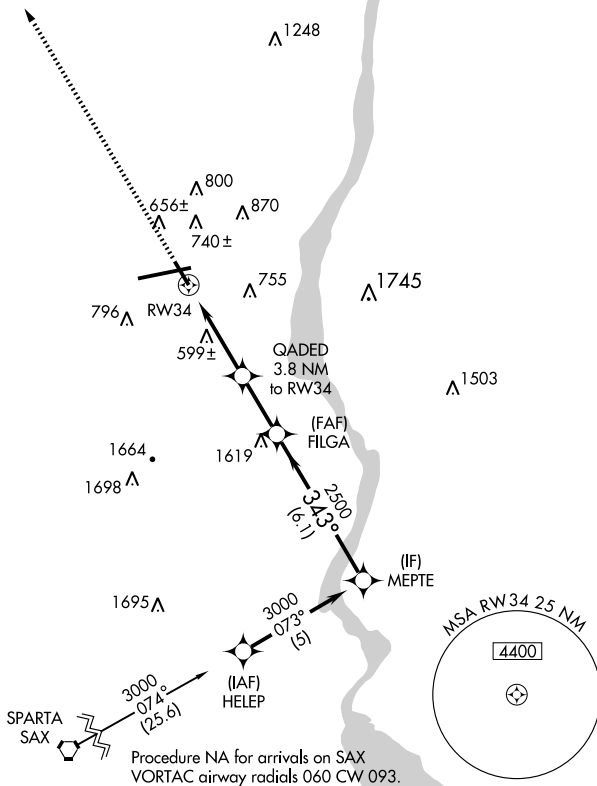 1248
800
656±
870
740±
755
1745
RW34
796
599±
QADED
3.8 NM
to RW34
1503
(FAF)
FILGA
1619
1664
1698
2500
343°
(6.1)
(IF)
MEPTE
1695
3000
073°
(5)
MSA RW34 25 NM
4400
(IAF)
HELEP
3000
074°
(25.6)
SPARTA
SAX
Procedure NA for arrivals on SAX
VORTAC airway radials 060 CW 093.